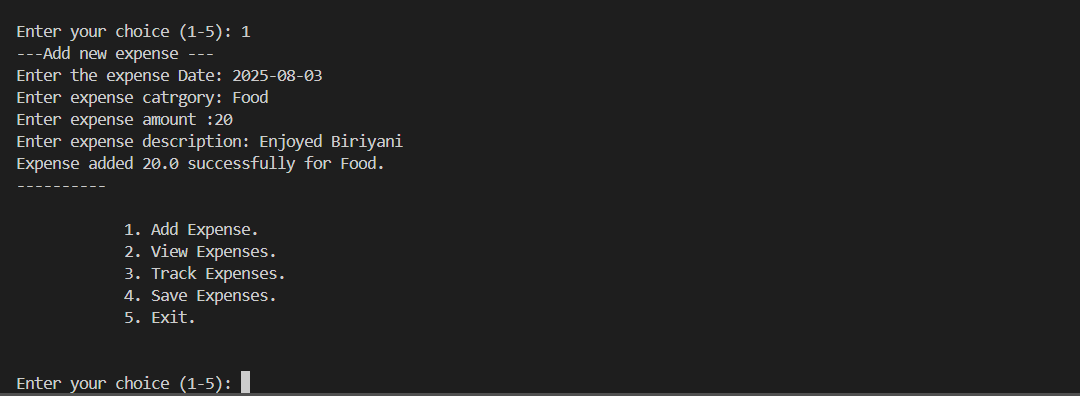 Enter your choice (1-5): 1
---Add new expense ---
Enter the expense Date: 2025-08-03
Enter expense catrgory: Food
Enter expense amount :20
Enter expense description: Enjoyed Biriyani
Expense added 20.0 successfully for Food.
----------
1. Add Expense.
2. View Expenses.
3. Track Expenses.
4. Save Expenses.
5. Exit.
Enter your choice (1-5):